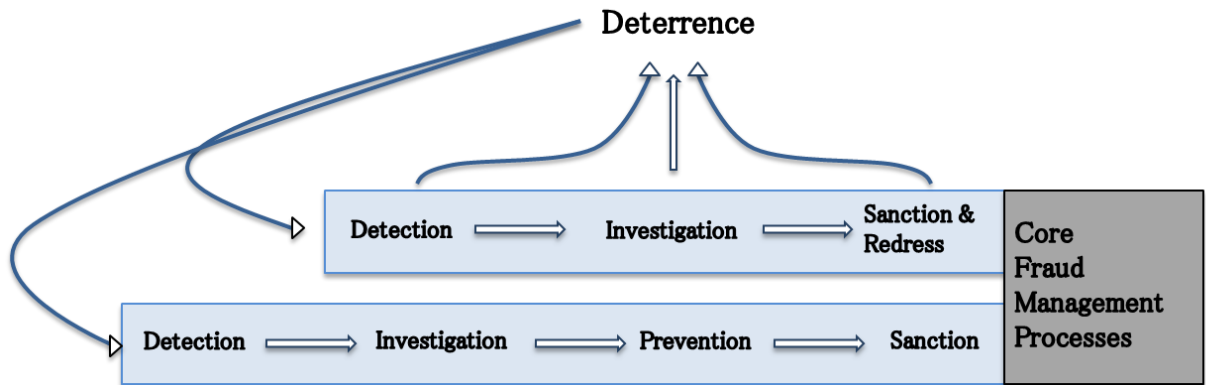 Deterrence
Detection
Investigation
Sanction &
Redress
Core
Fraud
Management
Processes
Detection
Investigation
Prevention
Sanction